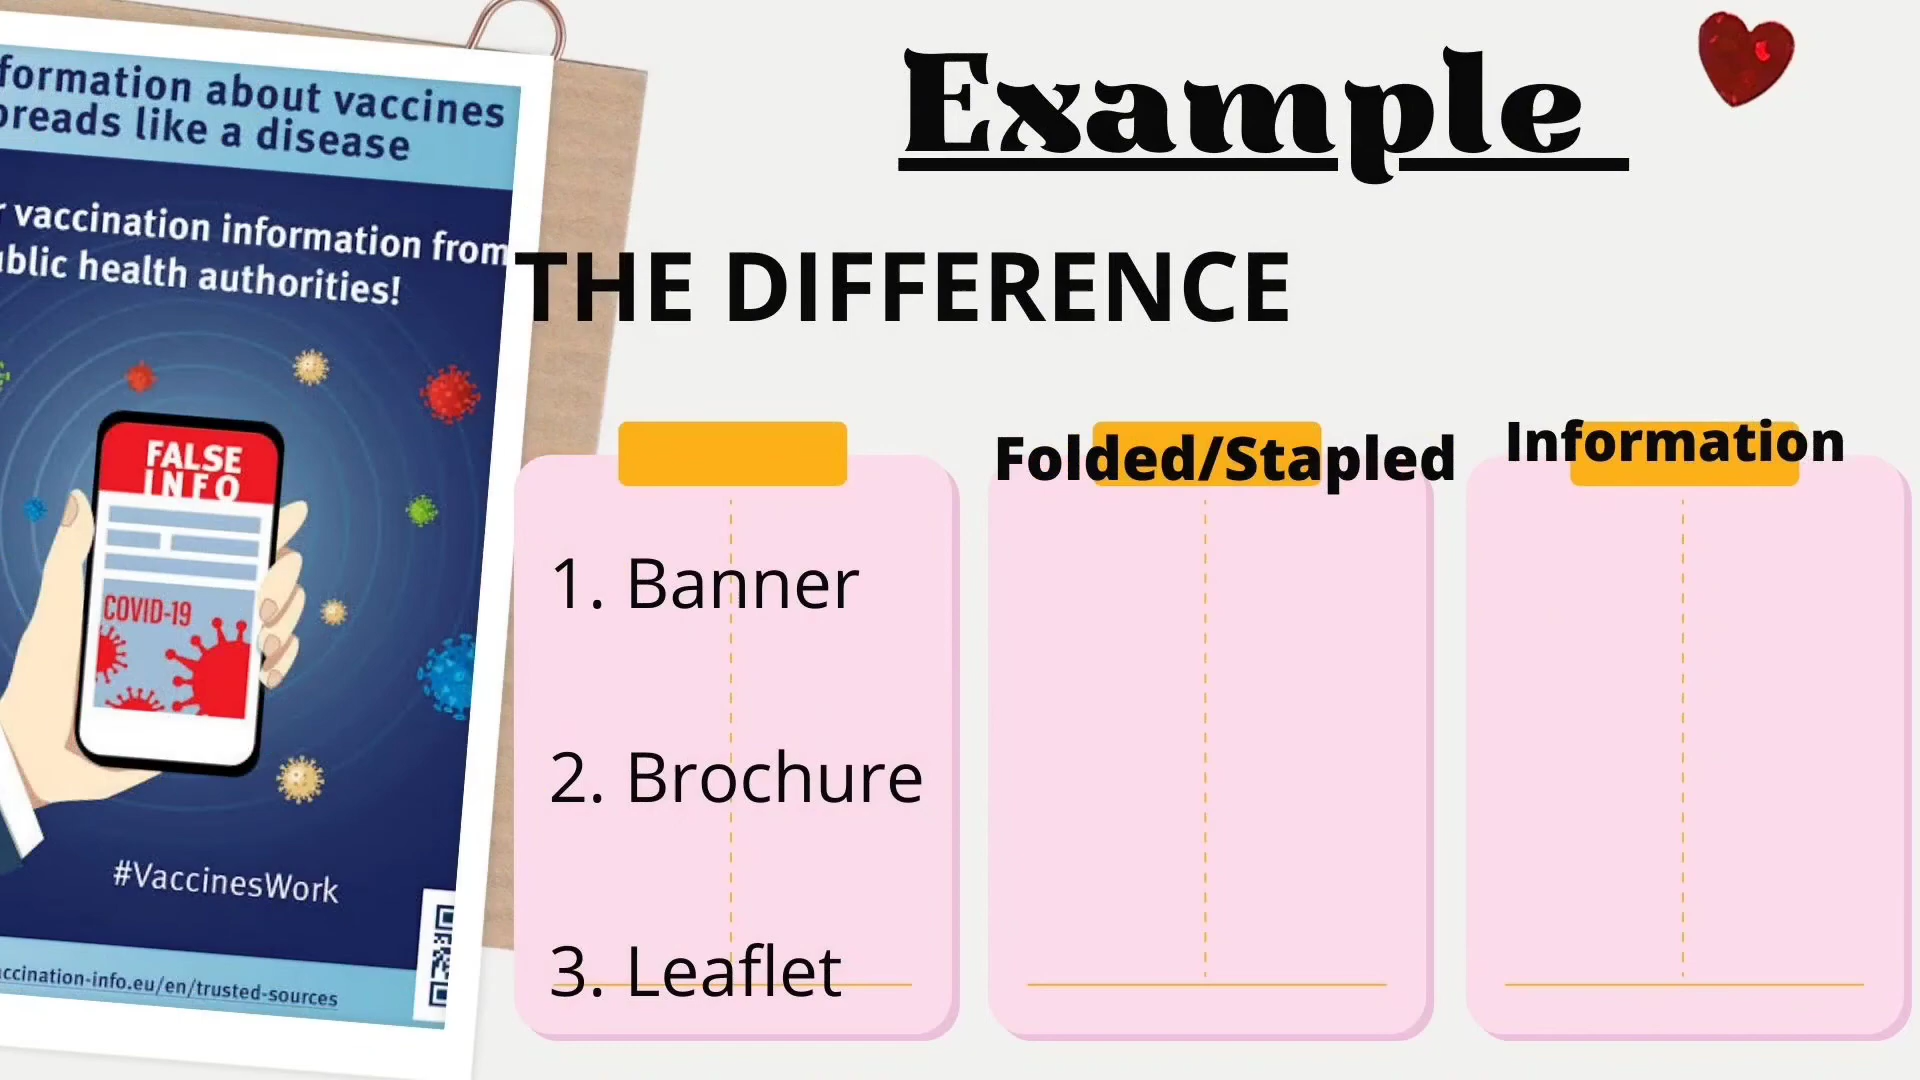 formation about vaccines
preads like a disease
vaccination information from
blic health authorities!
FALSE
INFO
COVID-19
#VaccinesWork
ccination-info.eu/en/trusted-sources
Example
THE DIFFERENCE
Folded/Stapled
Information
1. Banner
2. Brochure
3. Leaflet